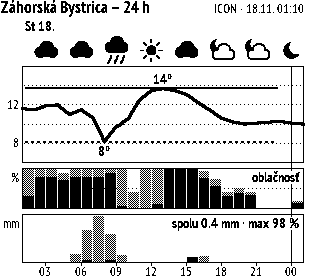 Záhorská Bystrica – 24 h ICON · 18.11. 01:10
St 18.
14°
12
8°
8
% oblačnosť
mm spolu 0.4 mm · max 98 %
03 06 09 12 15 18 21 00